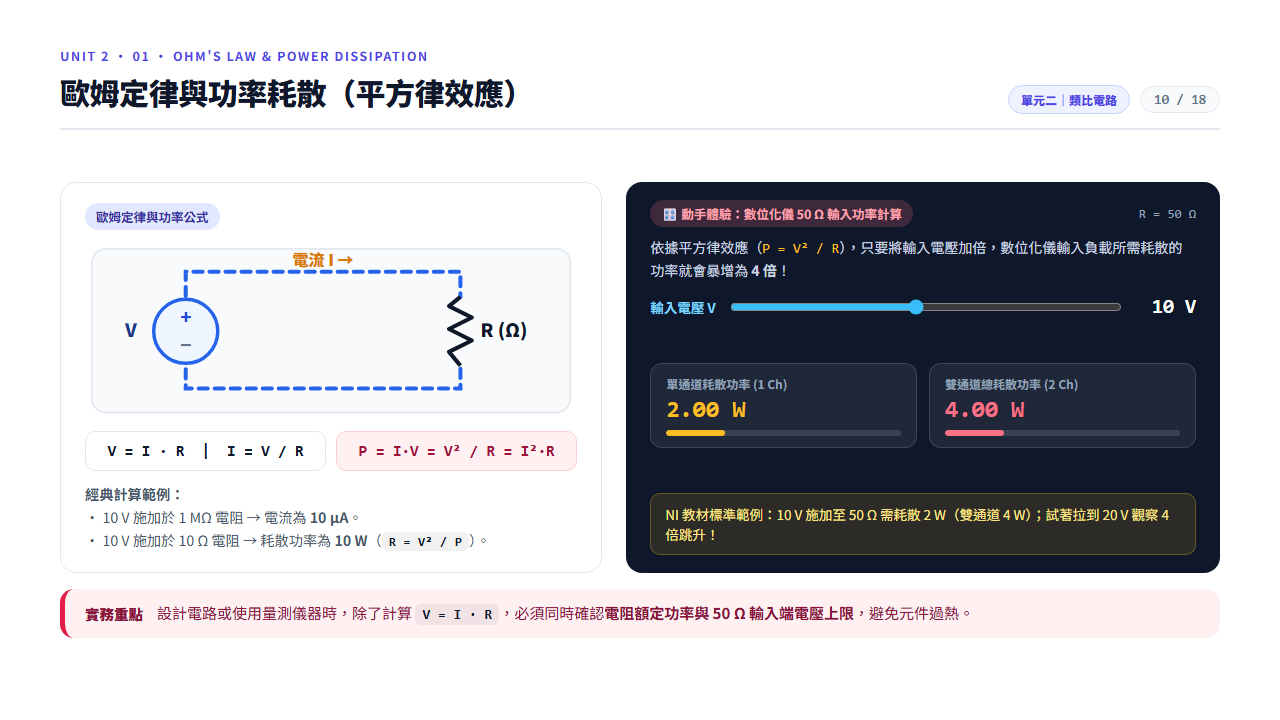 UNIT 2 • 01 • OHM'S LAW & POWER DISSIPATION
歐姆定律與功率耗散（平方律效應）
單元二｜類比電路
10 / 18
歐姆定律與功率公式
電流 I →
V
+
−
R (Ω)
V = I · R | I = V / R
P = I·V = V² / R = I²·R
經典計算範例：
• 10 V 施加於 1 MΩ 電阻 → 電流為 10 μA。
• 10 V 施加於 10 Ω 電阻 → 耗散功率為 10 W（R = V² / P）。
🎛️ 動手體驗：數位化儀 50 Ω 輸入功率計算
R = 50 Ω
依據平方律效應（P = V² / R），只要將輸入電壓加倍，數位化儀輸入負載所需耗散的
功率就會暴增為 4 倍！
輸入電壓 V
10 V
單通道耗散功率 (1 Ch)
2.00 W
雙通道總耗散功率 (2 Ch)
4.00 W
NI 教材標準範例：10 V 施加至 50 Ω 需耗散 2 W（雙通道 4 W）；試著拉到 20 V 觀察 4
倍跳升！
實務重點 設計電路或使用量測儀器時，除了計算 V = I · R，必須同時確認電阻額定功率與 50 Ω 輸入端電壓上限，避免元件過熱。